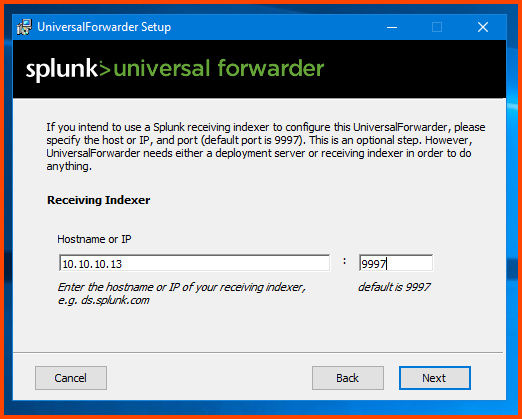 UniversalForwarder Setup
splunk>universal forwarder
If you intend to use a Splunk receiving indexer to configure this UniversalForwarder, please
specify the host or IP, and port (default port is 9997). This is an optional step. However,
UniversalForwarder needs either a deployment server or receiving indexer in order to do
anything.
Receiving Indexer
Hostname or IP
10.10.10.13 : 9997
Enter the hostname or IP of your receiving indexer, default is 9997
e.g. ds.splunk.com
Cancel Back Next